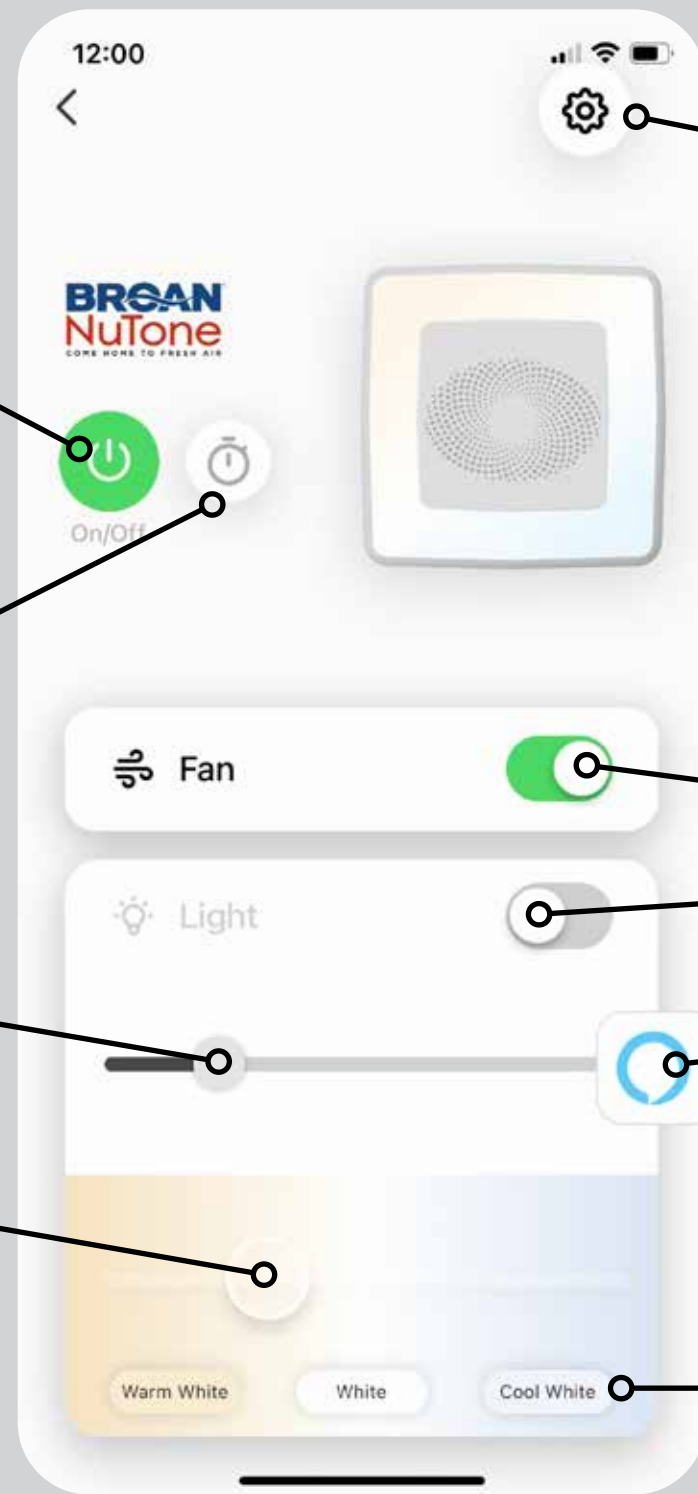 12:00
BROAN
NuTone
COME HOME TO FRESH AIR
On/Off
Fan
Light
Warm White
White
Cool White